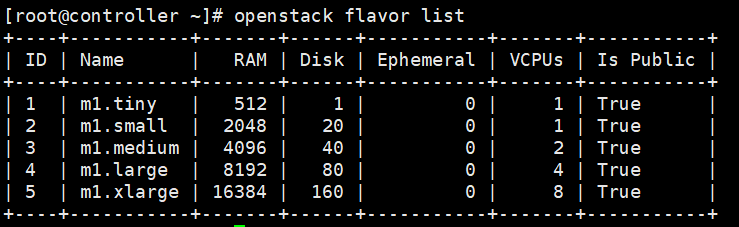 [root@controller ~]# openstack flavor list
+----+-----------+-------+------+-----------+-------+-----------+
| ID | Name      |   RAM | Disk | Ephemeral | VCPUs | Is Public |
+----+-----------+-------+------+-----------+-------+-----------+
| 1  | m1.tiny   |   512 |    1 |         0 |     1 | True      |
| 2  | m1.small  |  2048 |   20 |         0 |     1 | True      |
| 3  | m1.medium |  4096 |   40 |         0 |     2 | True      |
| 4  | m1.large  |  8192 |   80 |         0 |     4 | True      |
| 5  | m1.xlarge | 16384 |  160 |         0 |     8 | True      |
+----+-----------+-------+------+-----------+-------+-----------+